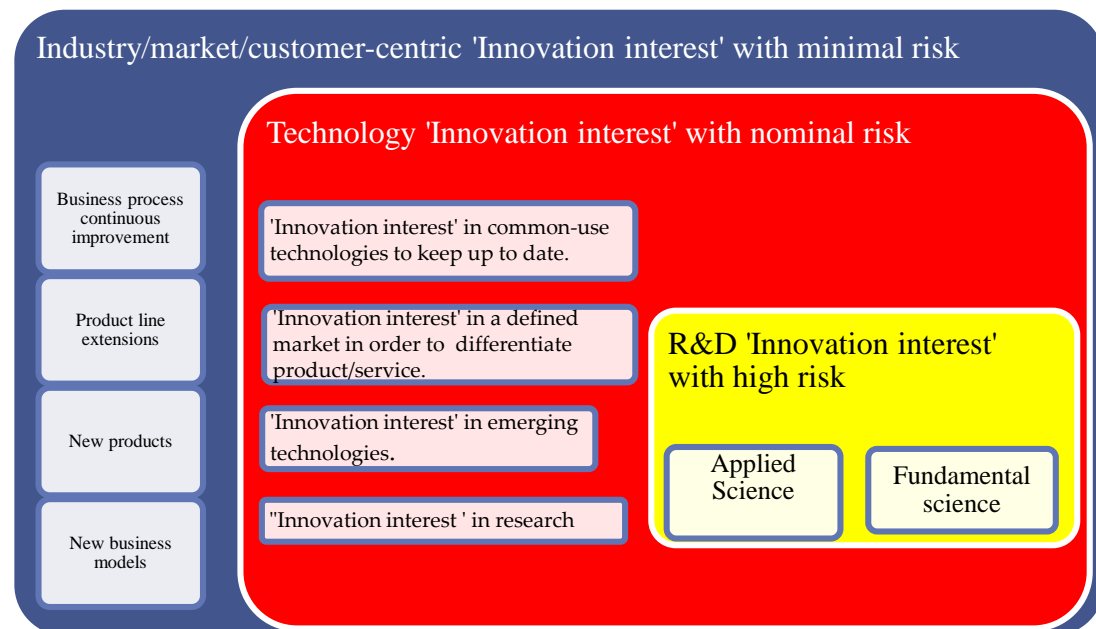 Industry/market/customer-centric 'Innovation interest' with minimal risk
Technology 'Innovation interest' with nominal risk
Business process
continuous
improvement
Product line
extensions
New products
New business
models
'Innovation interest' in common-use
technologies to keep up to date.
'Innovation interest' in a defined
market in order to differentiate
product/service.
'Innovation interest' in emerging
technologies.
"Innovation interest ' in research
R&D 'Innovation interest'
with high risk
Applied
Science
Fundamental
science